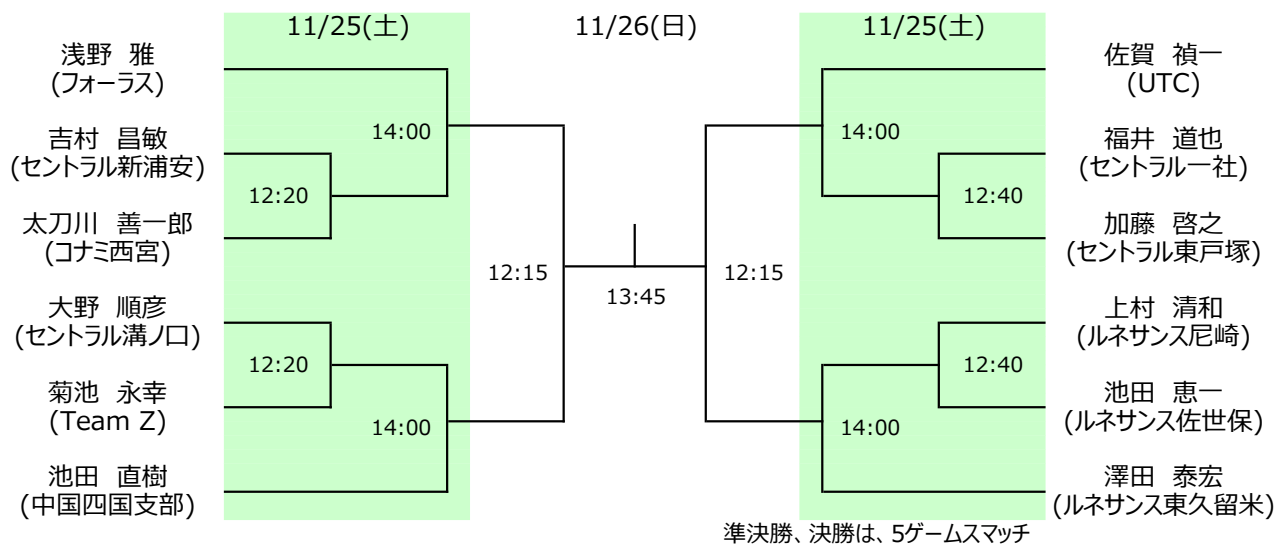 11/25(土)
11/26(日)
11/25(土)
浅野 雅
(フォーラス)
吉村 昌敏
(セントラル新浦安)
太刀川 善一郎
(コナミ西宮)
大野 順彦
(セントラル溝ノ口)
菊池 永幸
(Team Z)
池田 直樹
(中国四国支部)
14:00
12:20
12:20
14:00
12:15
13:45
12:15
14:00
12:40
12:40
14:00
佐賀 禎一
(UTC)
福井 道也
(セントラル一社)
加藤 啓之
(セントラル東戸塚)
上村 清和
(ルネサンス尼崎)
池田 恵一
(ルネサンス佐世保)
澤田 泰宏
(ルネサンス東久留米)
準決勝、決勝は、5ゲームスマッチ